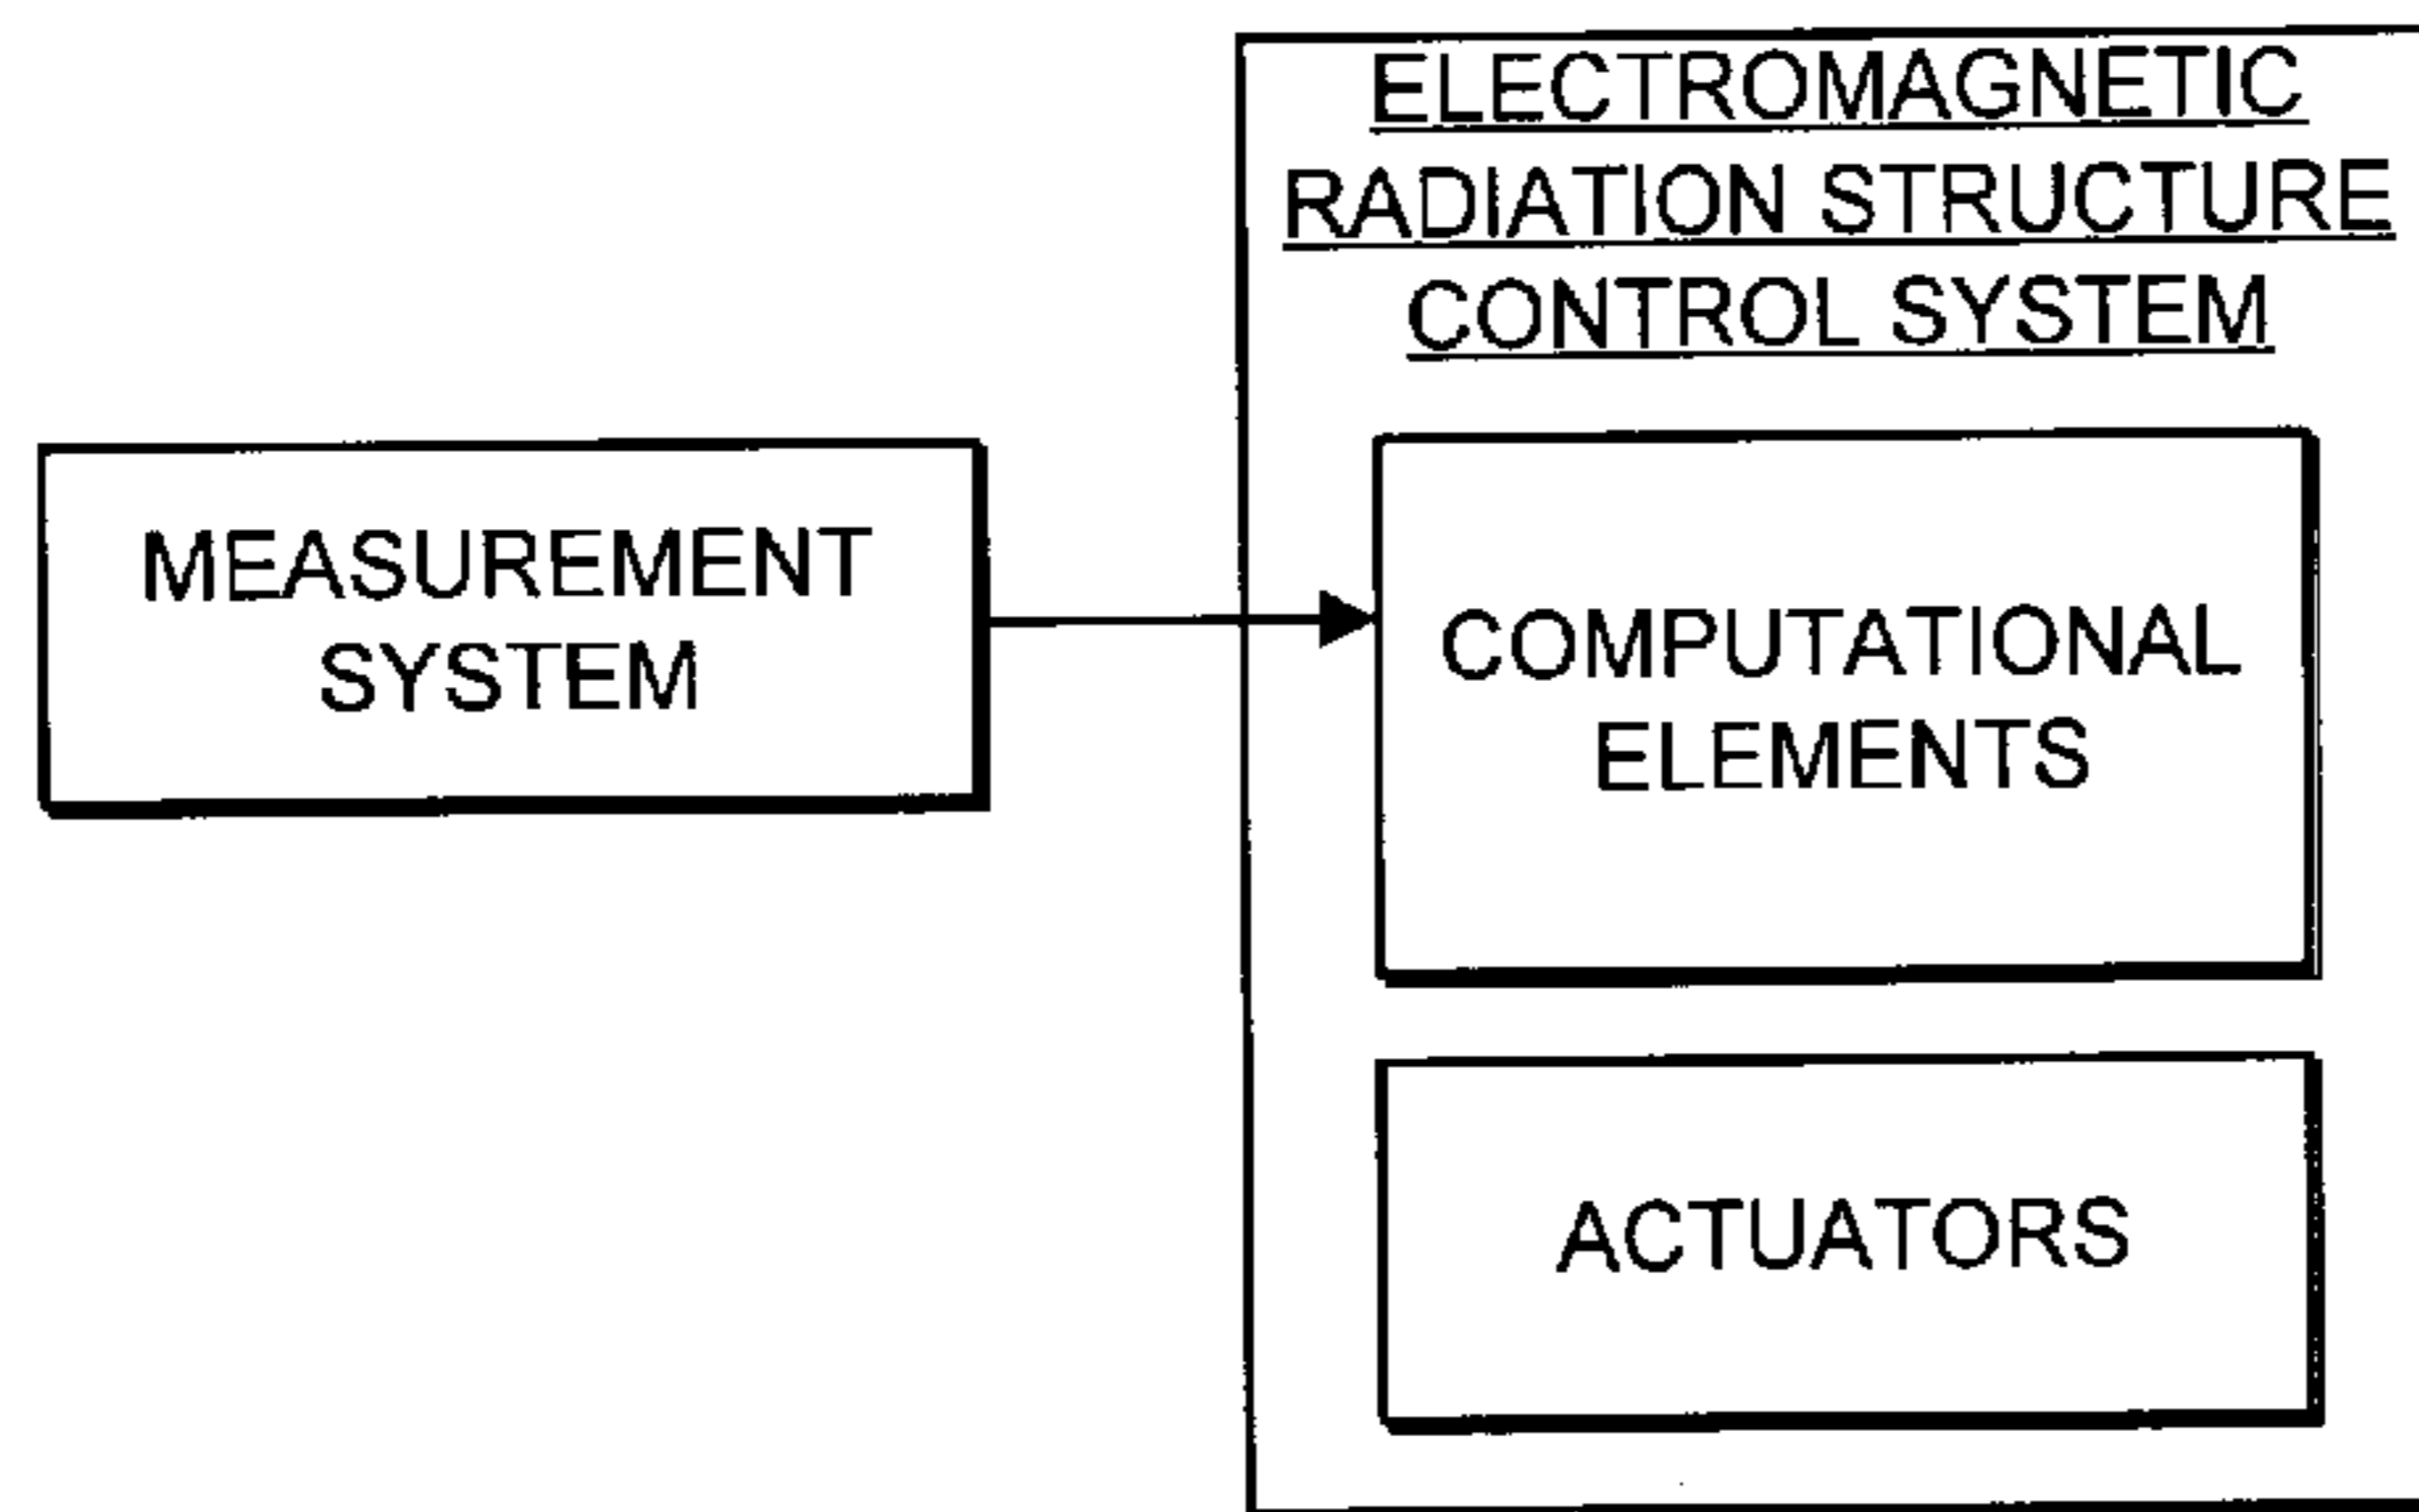 ELECTROMAGNETIC
RADIATION STRUCTURE
CONTROL SYSTEM
MEASUREMENT
SYSTEM
COMPUTATIONAL
ELEMENTS
ACTUATORS